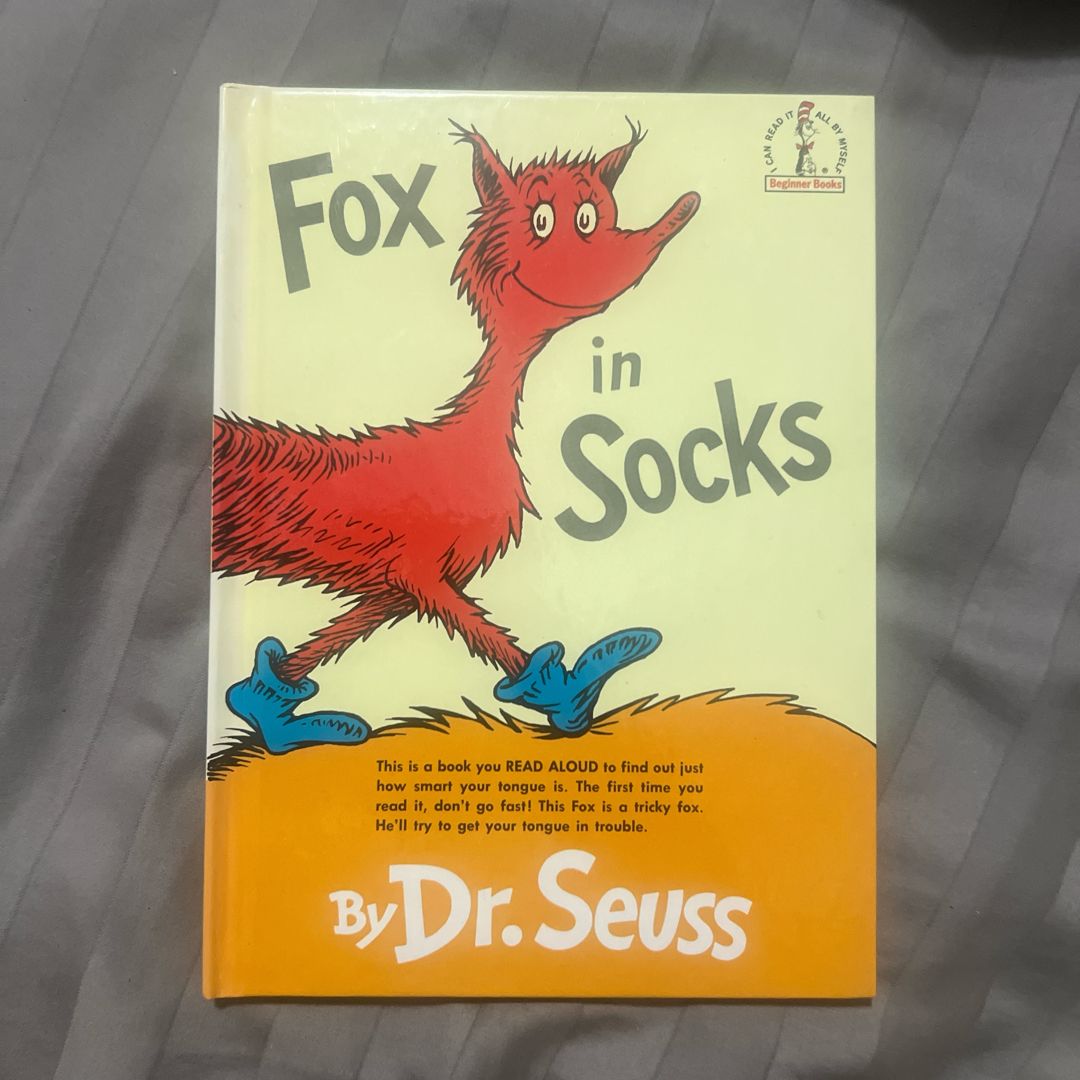 Fox
in
Socks
I CAN READ IT ALL BY MYSELF
®
Beginner Books
This is a book you READ ALOUD to find out just
how smart your tongue is. The first time you
read it, don't go fast! This Fox is a tricky fox.
He'll try to get your tongue in trouble.
By Dr. Seuss